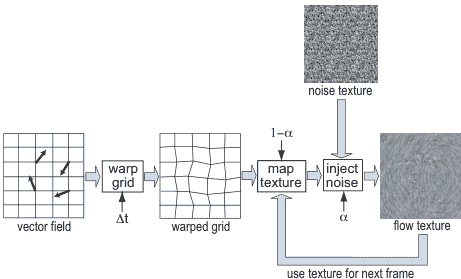 noise texture
1-α
warp
grid
map
texture
inject
noise
Δt
α
vector field
warped grid
flow texture
use texture for next frame